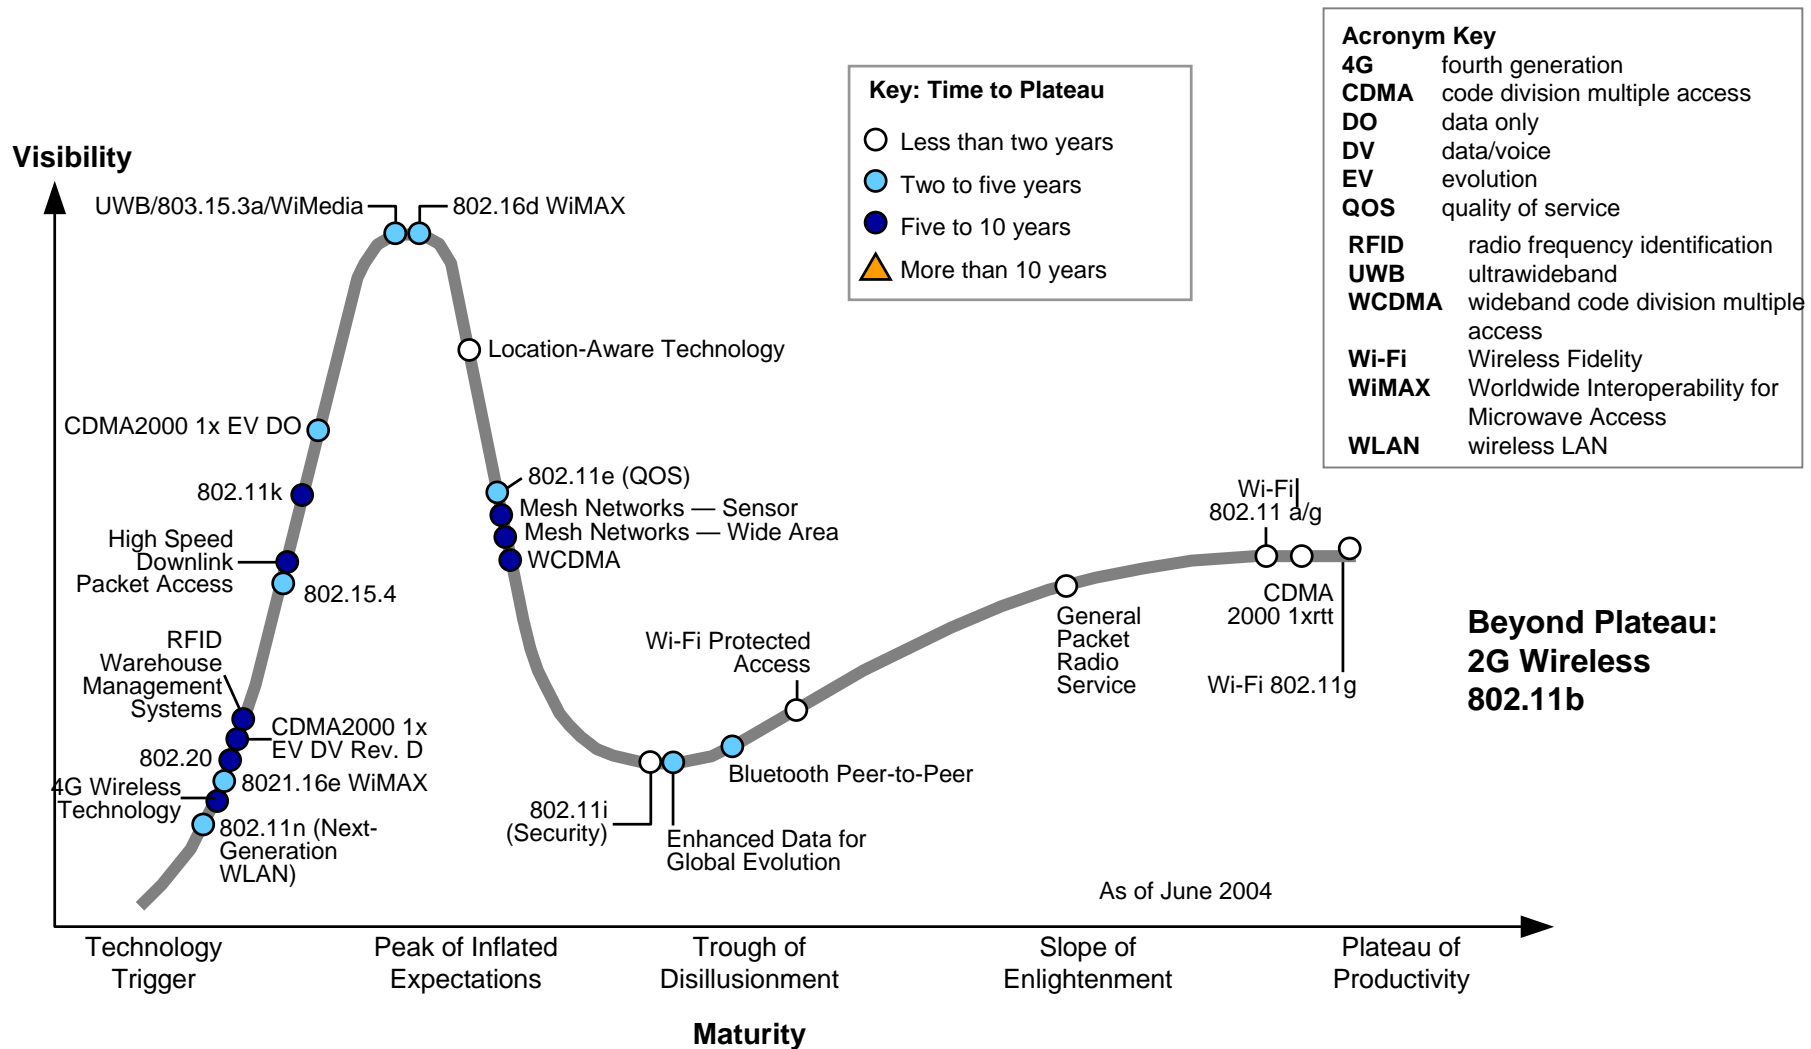 Acronym Key
4G fourth generation
CDMA code division multiple access
DO data only
DV data/voice
EV evolution
QOS quality of service
RFID radio frequency identification
UWB ultrawideband
WCDMA wideband code division multiple
access
Wi-Fi Wireless Fidelity
WiMAX Worldwide Interoperability for
Microwave Access
WLAN wireless LAN
Key: Time to Plateau
Less than two years
Two to five years
Five to 10 years
More than 10 years
Visibility
UWB/803.15.3a/WiMedia
802.16d WiMAX
Location-Aware Technology
CDMA2000 1x EV DO
802.11k
High Speed
Downlink
Packet Access
802.15.4
RFID
Warehouse
Management
Systems
CDMA2000 1x
EV DV Rev. D
802.20
8021.16e WiMAX
4G Wireless
Technology
802.11n (Next-
Generation
WLAN)
802.11e (QOS)
Mesh Networks — Sensor
Mesh Networks — Wide Area
WCDMA
Wi-Fi Protected
Access
Bluetooth Peer-to-Peer
802.11i
(Security)
Enhanced Data for
Global Evolution
General
Packet
Radio
Service
Wi-Fi
802.11 a/g
CDMA
2000 1xrtt
Wi-Fi 802.11g
Beyond Plateau:
2G Wireless
802.11b
As of June 2004
Technology
Trigger
Peak of Inflated
Expectations
Trough of
Disillusionment
Slope of
Enlightenment
Plateau of
Productivity
Maturity